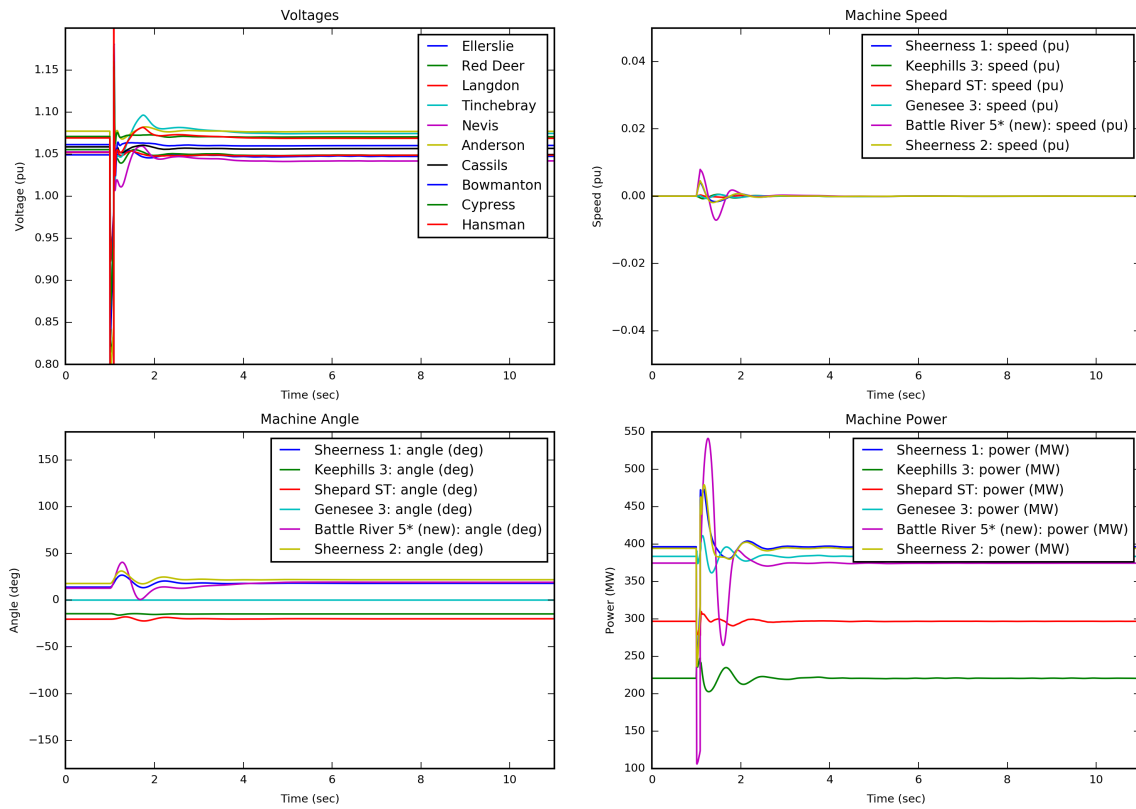 Voltages
Voltage (pu)
1.15
1.10
1.05
1.00
0.95
0.90
0.85
0.80
0 2 4 6 8 10
Time (sec)
Ellerslie
Red Deer
Langdon
Tinchebray
Nevis
Anderson
Cassils
Bowmanton
Cypress
Hansman
Machine Speed
Speed (pu)
0.04
0.02
0.00
−0.02
−0.04
0 2 4 6 8 10
Time (sec)
Sheerness 1: speed (pu)
Keephills 3: speed (pu)
Shepard ST: speed (pu)
Genesee 3: speed (pu)
Battle River 5* (new): speed (pu)
Sheerness 2: speed (pu)
Machine Angle
Angle (deg)
150
100
50
0
−50
−100
−150
0 2 4 6 8 10
Time (sec)
Sheerness 1: angle (deg)
Keephills 3: angle (deg)
Shepard ST: angle (deg)
Genesee 3: angle (deg)
Battle River 5* (new): angle (deg)
Sheerness 2: angle (deg)
Machine Power
Power (MW)
550
500
450
400
350
300
250
200
150
100
0 2 4 6 8 10
Time (sec)
Sheerness 1: power (MW)
Keephills 3: power (MW)
Shepard ST: power (MW)
Genesee 3: power (MW)
Battle River 5* (new): power (MW)
Sheerness 2: power (MW)